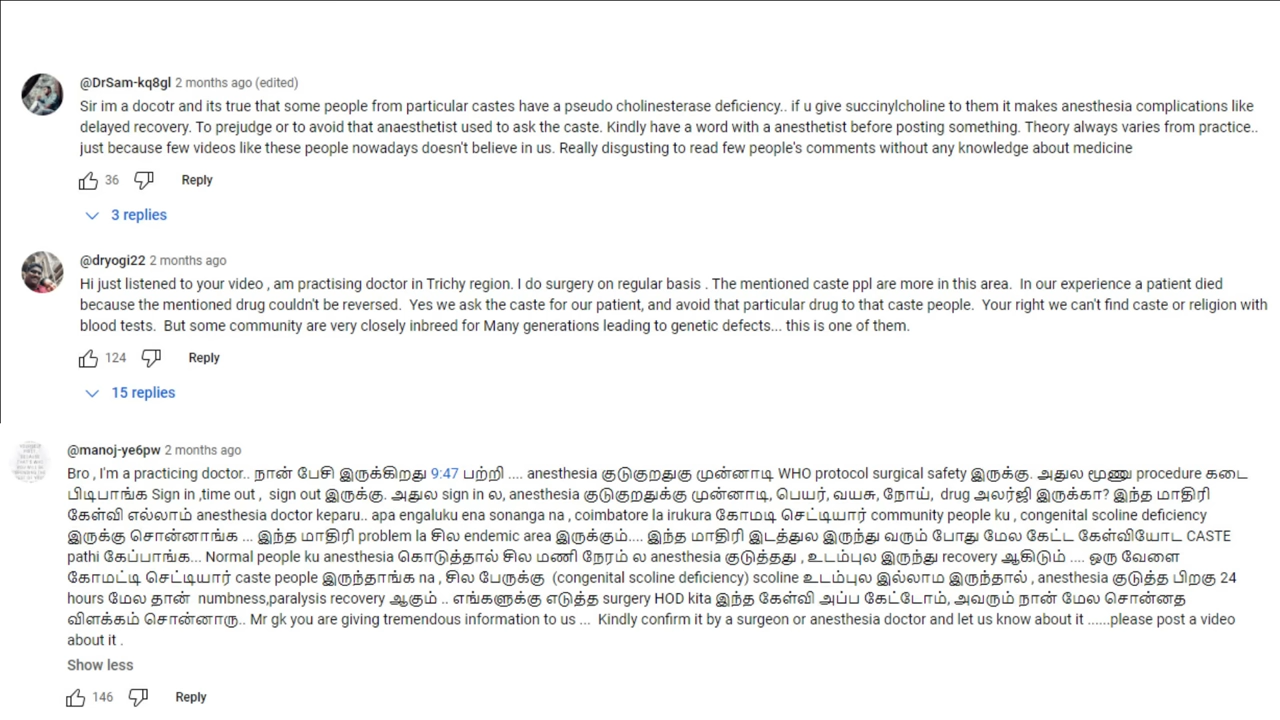 @DrSam-kq8gl 2 months ago (edited)
Sir im a docotr and its true that some people from particular castes have a pseudo cholinesterase deficiency.. if u give succinylcholine to them it makes anesthesia complications like
delayed recovery. To prejudge or to avoid that anaesthetist used to ask the caste. Kindly have a word with a anesthetist before posting something. Theory always varies from practice..
just because few videos like these people nowadays doesn't believe in us. Really disgusting to read few people's comments without any knowledge about medicine
36 Reply
3 replies
@dryogi22 2 months ago
Hi just listened to your video , am practising doctor in Trichy region. I do surgery on regular basis . The mentioned caste ppl are more in this area. In our experience a patient died
because the mentioned drug couldn't be reversed. Yes we ask the caste for our patient, and avoid that particular drug to that caste people. Your right we can't find caste or religion with
blood tests. But some community are very closely inbreed for Many generations leading to genetic defects... this is one of them.
124 Reply
15 replies
@manoj-ye6pw 2 months ago
Bro , I'm a practicing doctor.. நான் பேசி இருக்கிறது 9:47 பற்றி .... anesthesia குடுகுறதுகு முன்னாடி WHO protocol surgical safety இருக்கு. அதுல மூணு procedure கடை
பிடிபாங்க Sign in ,time out , sign out இருக்கு. அதுல sign in ல, anesthesia குடுகுறதுக்கு முன்னாடி, பெயர், வயசு, நோய், drug அலர்ஜி இருக்கா? இந்த மாதிரி
கேள்வி எல்லாம் anesthesia doctor keparu.. apa engaluku ena sonanga na , coimbatore la irukura கோமடி செட்டியார் community people ku , congenital scoline deficiency
இருக்கு சொன்னாங்க ... இந்த மாதிரி problem la சில endemic area இருக்கும்.... இந்த மாதிரி இடத்துல இருந்து வரும் போது மேல கேட்ட கேள்வியோட CASTE
pathi கேப்பாங்க... Normal people ku anesthesia கொடுத்தால் சில மணி நேரம் ல anesthesia குடுத்தது , உடம்புல இருந்து recovery ஆகிடும் .... ஒரு வேளை
கோமட்டி செட்டியார் caste people இருந்தாங்க na , சில பேருக்கு (congenital scoline deficiency) scoline உடம்புல இல்லாம இருந்தால் , anesthesia குடுத்த பிறகு 24
hours மேல தான் numbness,paralysis recovery ஆகும் .. எங்களுக்கு எடுத்த surgery HOD kita இந்த கேள்வி அப்ப கேட்டோம், அவரும் நான் மேல சொன்னத
விளக்கம் சொன்னாரு.. Mr gk you are giving tremendous information to us ... Kindly confirm it by a surgeon or anesthesia doctor and let us know about it ......please post a video
about it .
Show less
146 Reply